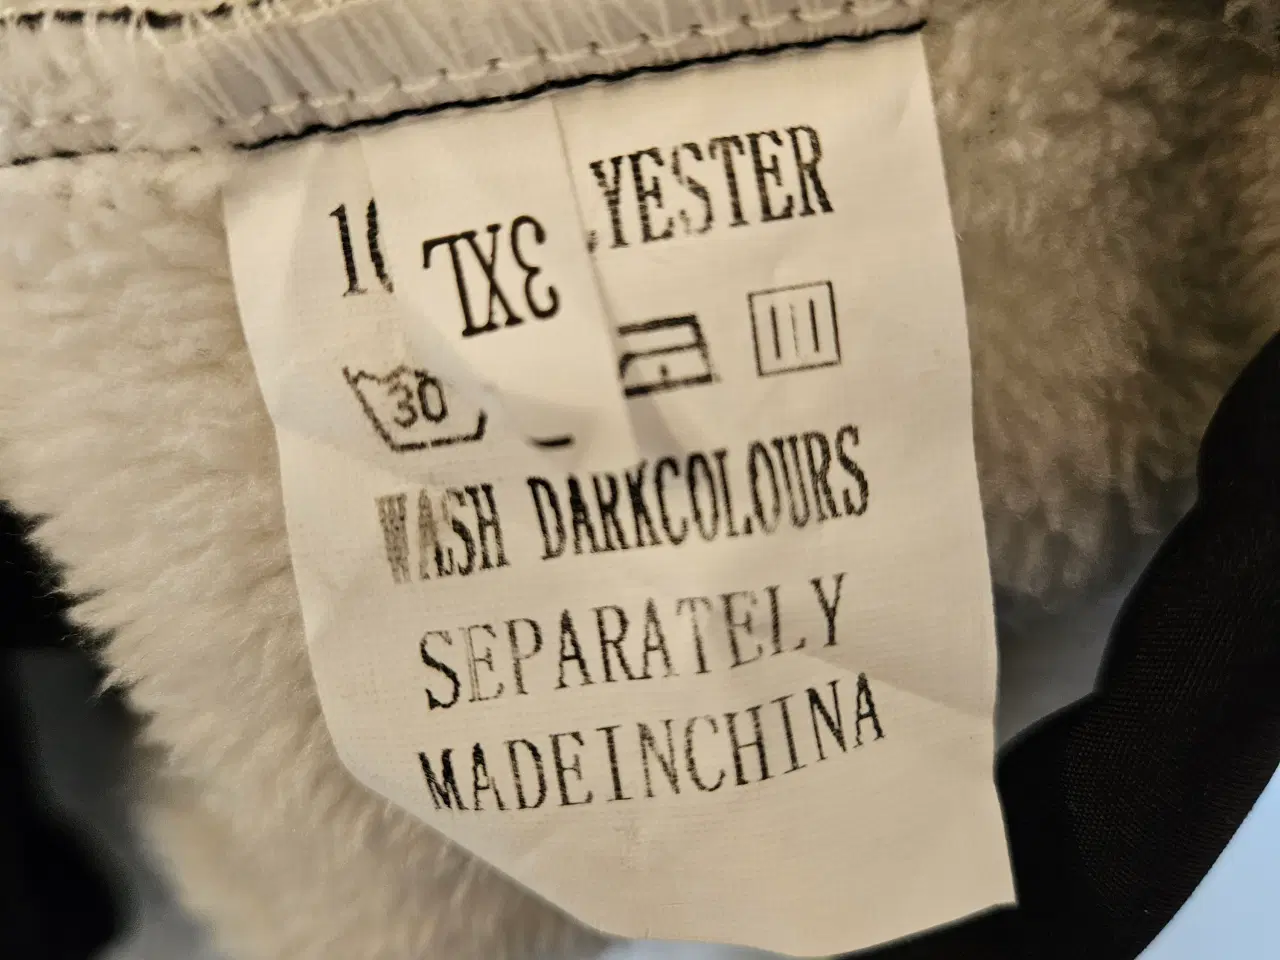 YESTER
3XL
30
WASH DARKCOLOURS
SEPARATELY
MADEINCHINA